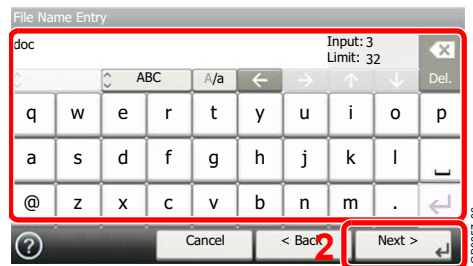 File Name Entry
doc
Input: 3
Limit: 32
ABC A/a ← → ↑ ↓ Del.
q w e r t y u i o p
a s d f g h j k l
@ z x c v b n m .
? Cancel < Back 2 Next >